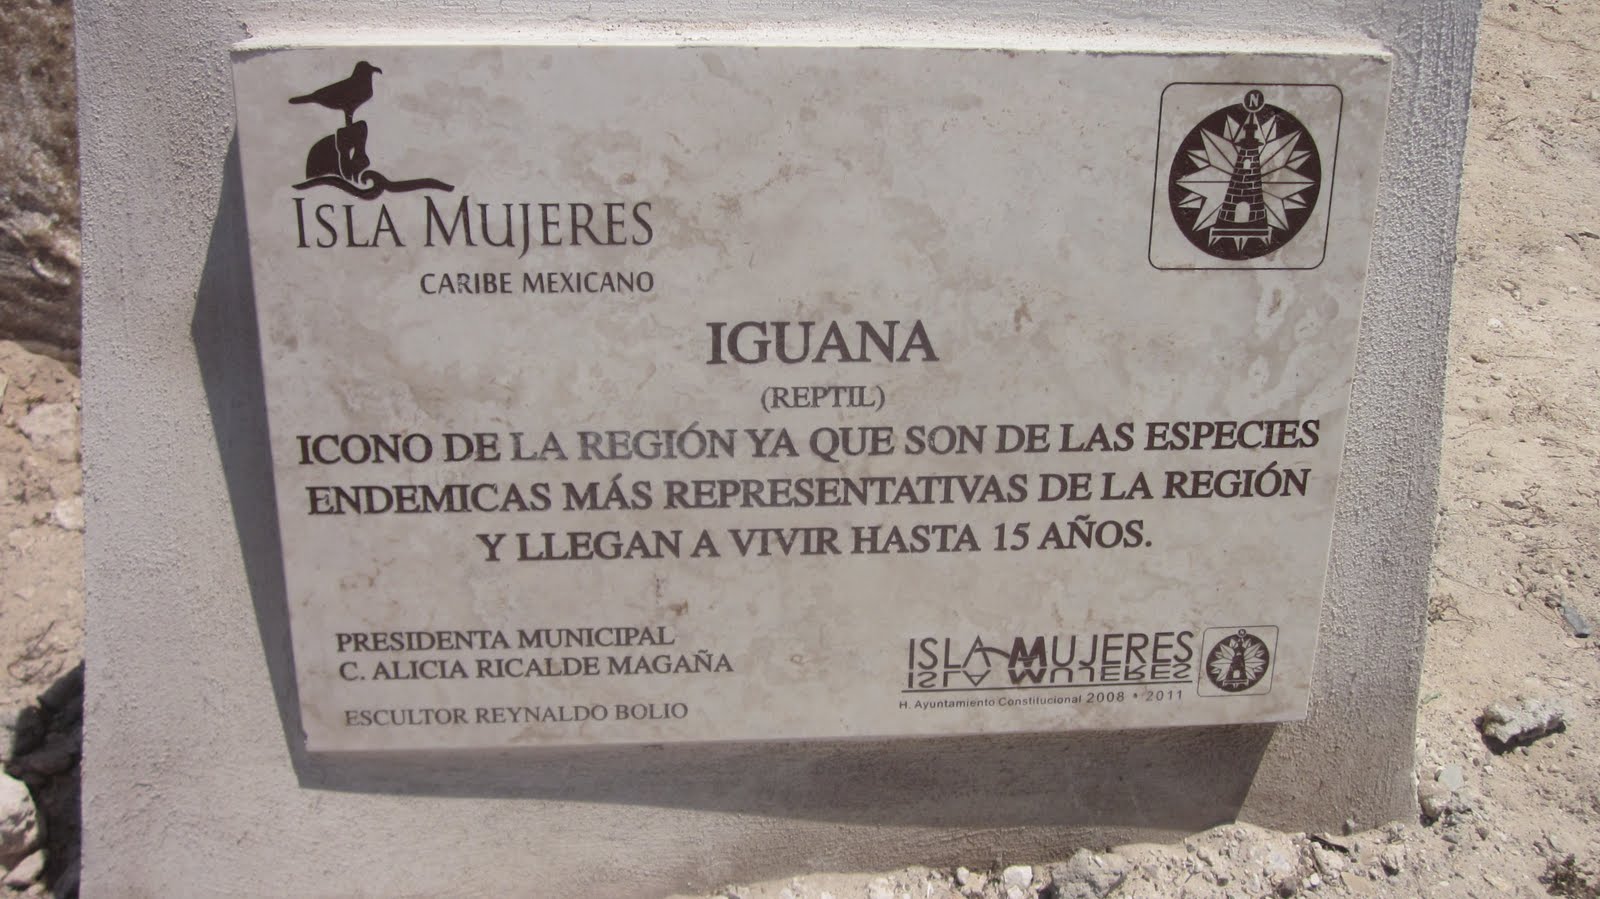 ISLA MUJERES
CARIBE MEXICANO
N
IGUANA
(REPTIL)
ICONO DE LA REGIÓN YA QUE SON DE LAS ESPECIES
ENDEMICAS MÁS REPRESENTATIVAS DE LA REGIÓN
Y LLEGAN A VIVIR HASTA 15 AÑOS.
PRESIDENTA MUNICIPAL
C. ALICIA RICALDE MAGAÑA
ESCULTOR REYNALDO BOLIO
ISLA MUJERES
ISLA MUJERES
H. Ayuntamiento Constitucional 2008 • 2011
N